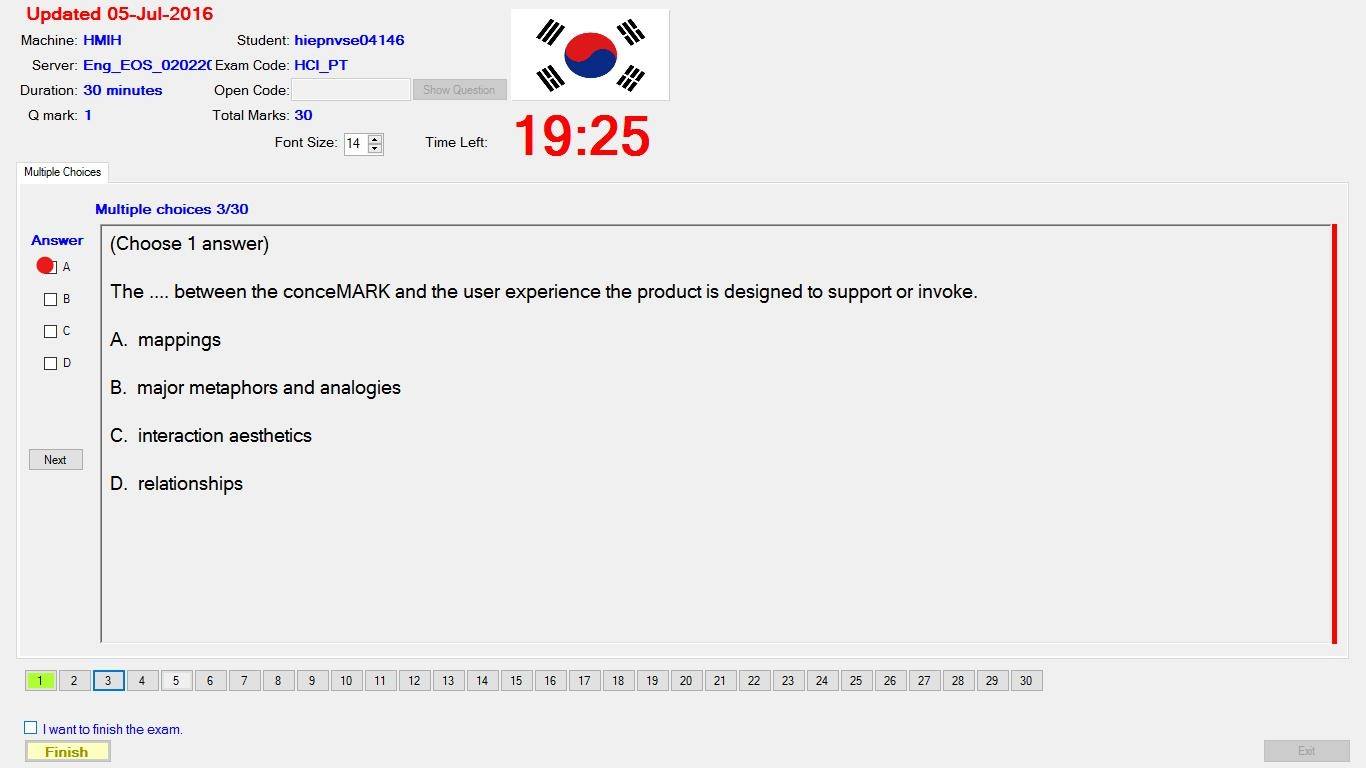 Updated 05-Jul-2016
Machine: HMIH Student: hiepnvse04146
Server: Eng_EOS_02022( Exam Code: HCI_PT
Duration: 30 minutes Open Code: Show Question
Q mark: 1 Total Marks: 30
Font Size: 14 Time Left: 19:25
Multiple Choices
Multiple choices 3/30
Answer
(Choose 1 answer)
A
B
C
D
The .... between the conceMARK and the user experience the product is designed to support or invoke.
A. mappings
B. major metaphors and analogies
C. interaction aesthetics
D. relationships
Next
1 2 3 4 5 6 7 8 9 10 11 12 13 14 15 16 17 18 19 20 21 22 23 24 25 26 27 28 29 30
I want to finish the exam.
Finish
Exit